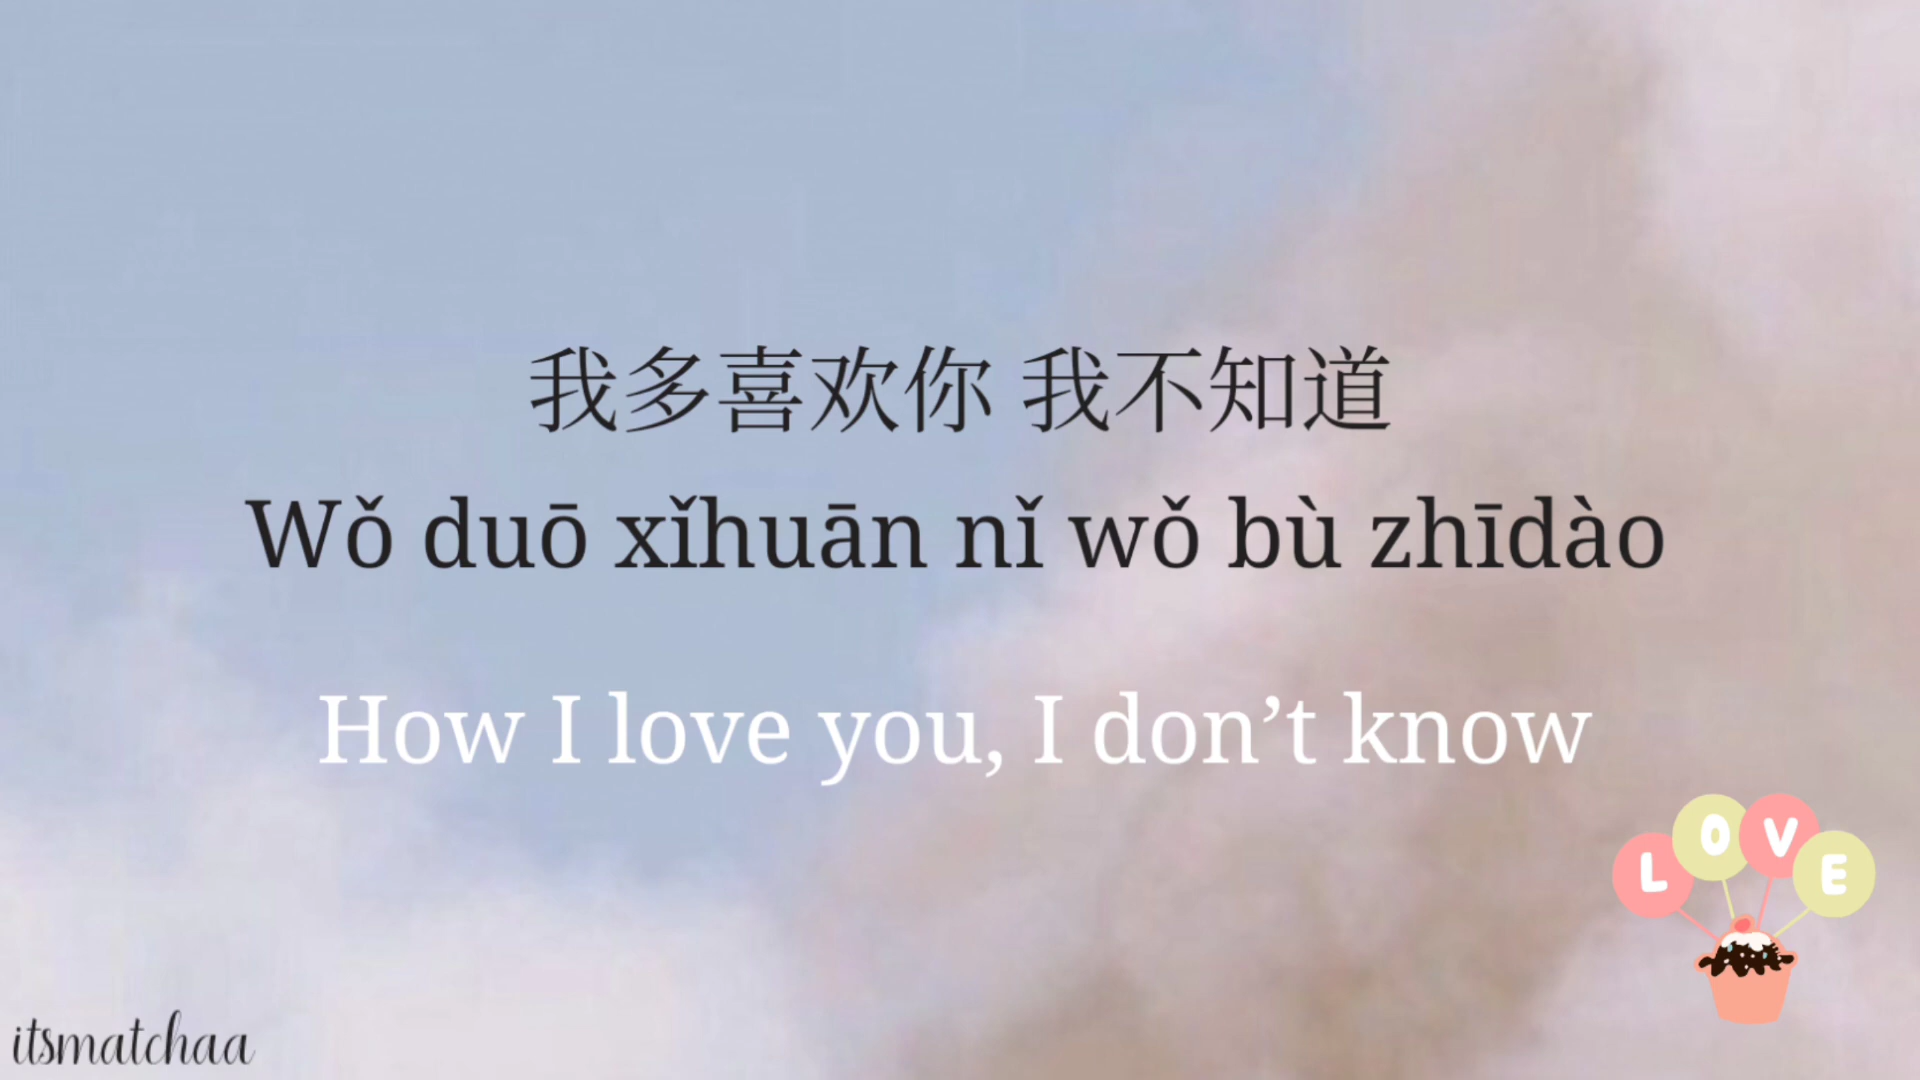 我多喜欢你 我不知道
Wǒ duō xǐhuān nǐ wǒ bù zhīdào
How I love you, I don’t know
LOVE
itsmatchaa